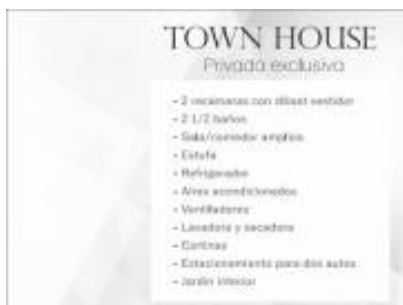 TOWN HOUSE
Privada exclusiva
- 2 recámaras con clóset vestidor
- 2 1/2 baños
- Sala/comedor amplios
- Estufa
- Refrigerador
- Aires acondicionados
- Ventiladores
- Lavadora y secadora
- Cortinas
- Estacionamiento para dos autos
- Jardín interior